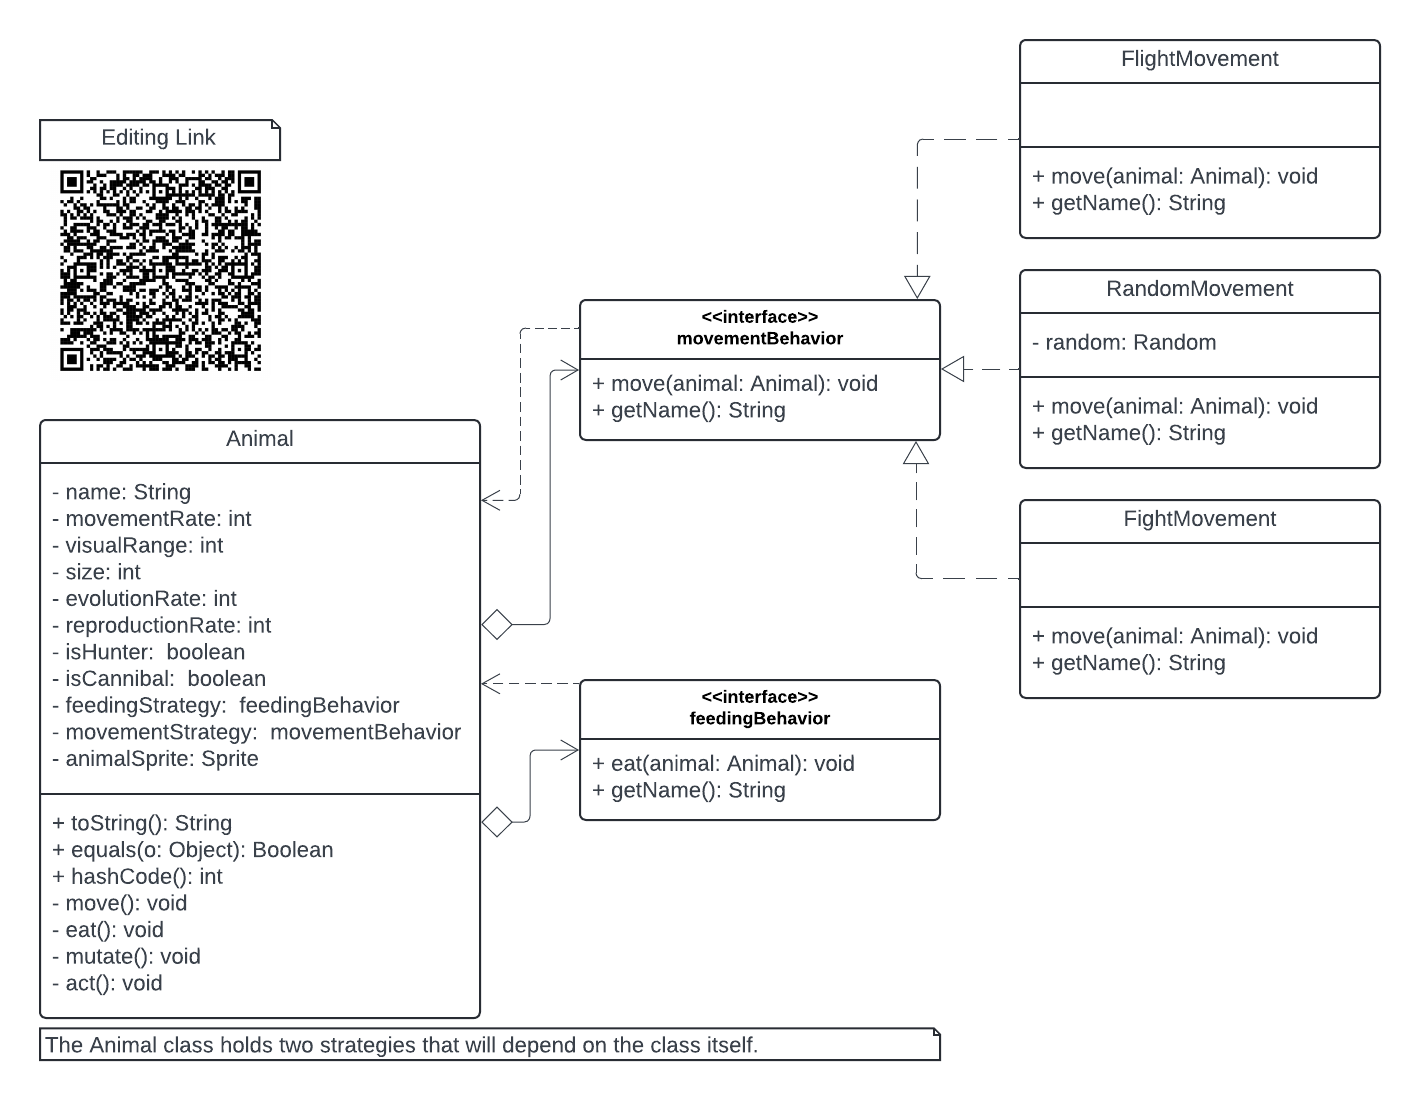 Editing Link
Animal
- name: String
- movementRate: int
- visualRange: int
- size: int
- evolutionRate: int
- reproductionRate: int
- isHunter:  boolean
- isCannibal:  boolean
- feedingStrategy:  feedingBehavior
- movementStrategy:  movementBehavior
- animalSprite: Sprite
+ toString(): String
+ equals(o: Object): Boolean
+ hashCode(): int
- move(): void
- eat(): void
- mutate(): void
- act(): void
The Animal class holds two strategies that will depend on the class itself.
<<interface>>
movementBehavior
+ move(animal: Animal): void
+ getName(): String
<<interface>>
feedingBehavior
+ eat(animal: Animal): void
+ getName(): String
FlightMovement
+ move(animal: Animal): void
+ getName(): String
RandomMovement
- random: Random
+ move(animal: Animal): void
+ getName(): String
FightMovement
+ move(animal: Animal): void
+ getName(): String